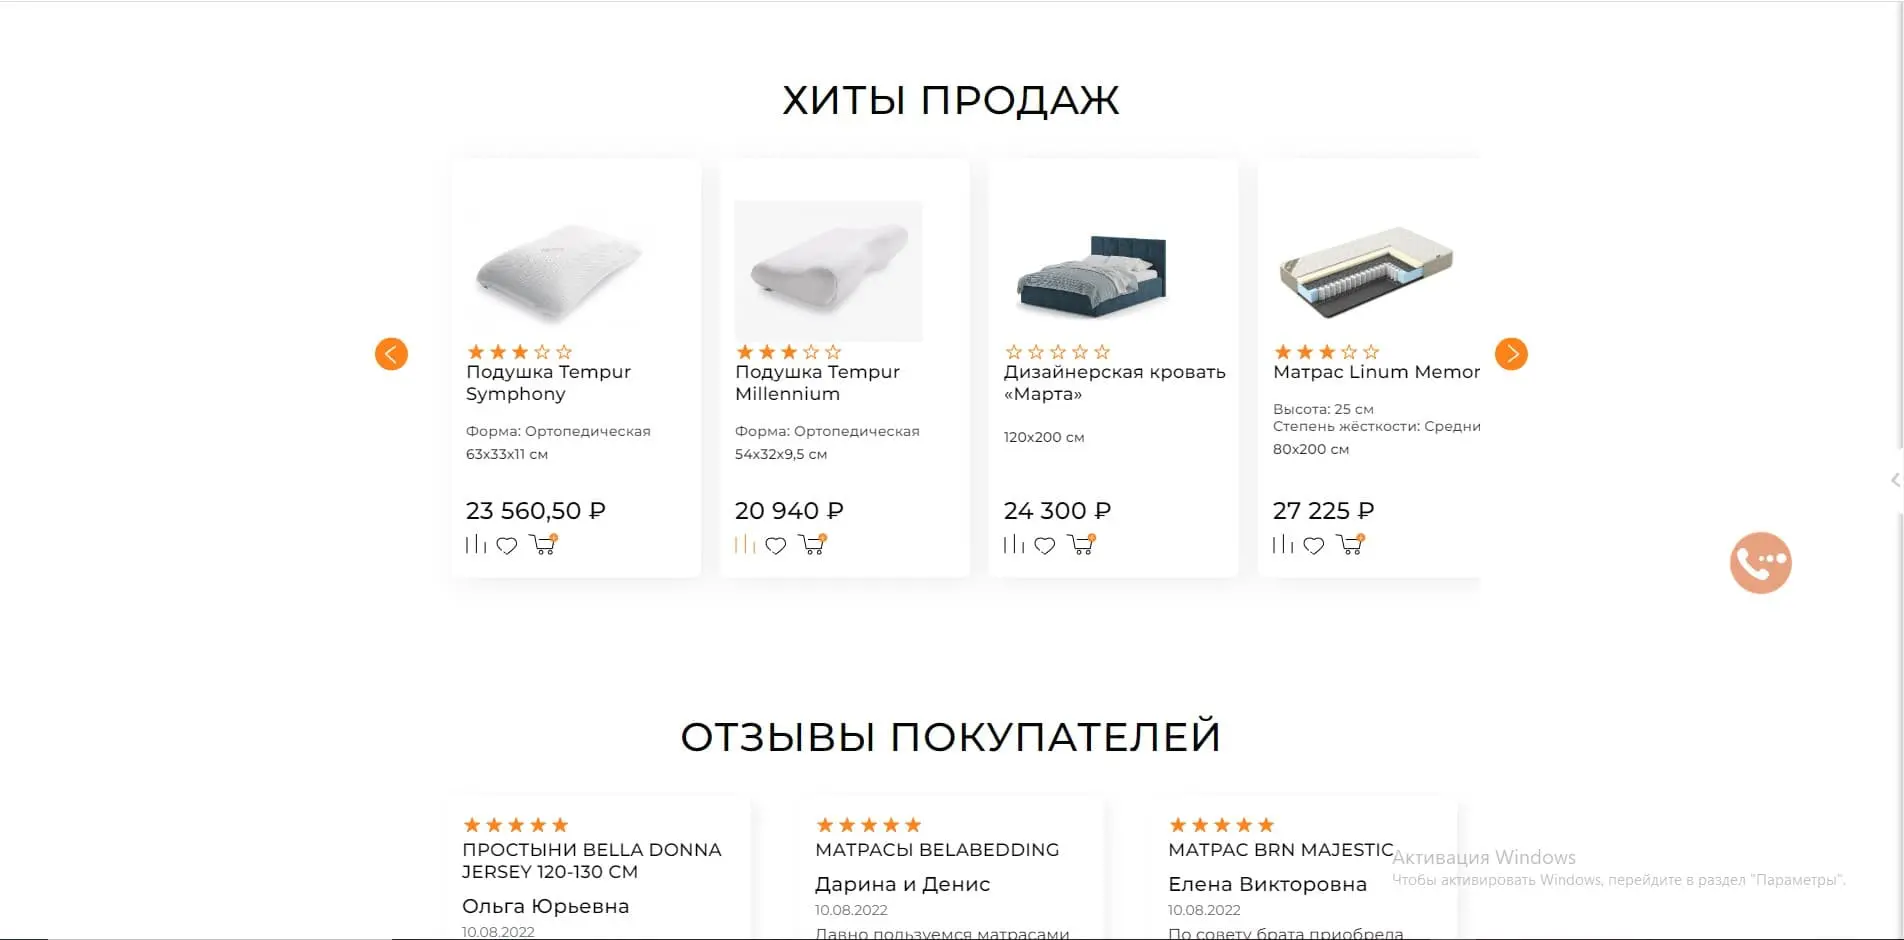 ХИТЫ ПРОДАЖ
Подушка Tempur
Symphony
Форма: Ортопедическая
63x33x11 см
23 560,50 ₽
Подушка Tempur
Millennium
Форма: Ортопедическая
54x32x9,5 см
20 940 ₽
Дизайнерская кровать
«Марта»
120x200 см
24 300 ₽
Матрас Linum Memor
Высота: 25 см
Степень жёсткости: Средни
80x200 см
27 225 ₽
ОТЗЫВЫ ПОКУПАТЕЛЕЙ
ПРОСТЫНИ BELLA DONNA
JERSEY 120-130 СМ
Ольга Юрьевна
10.08.2022
МАТРАСЫ BELABEDDING
Дарина и Денис
10.08.2022
Давно пользуемся матрасами
МАТРАС BRN MAJESTIC
Елена Викторовна
10.08.2022
По совету брата приобрела
Активация Windows
Чтобы активировать Windows, перейдите в раздел "Параметры".